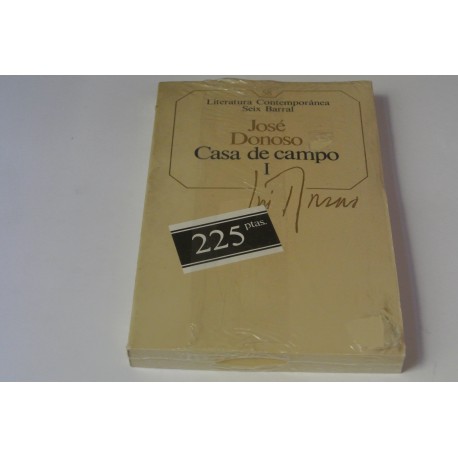 Literatura Contemporánea
Seix Barral
José
Donoso
Casa de campo
I
225 ptas.